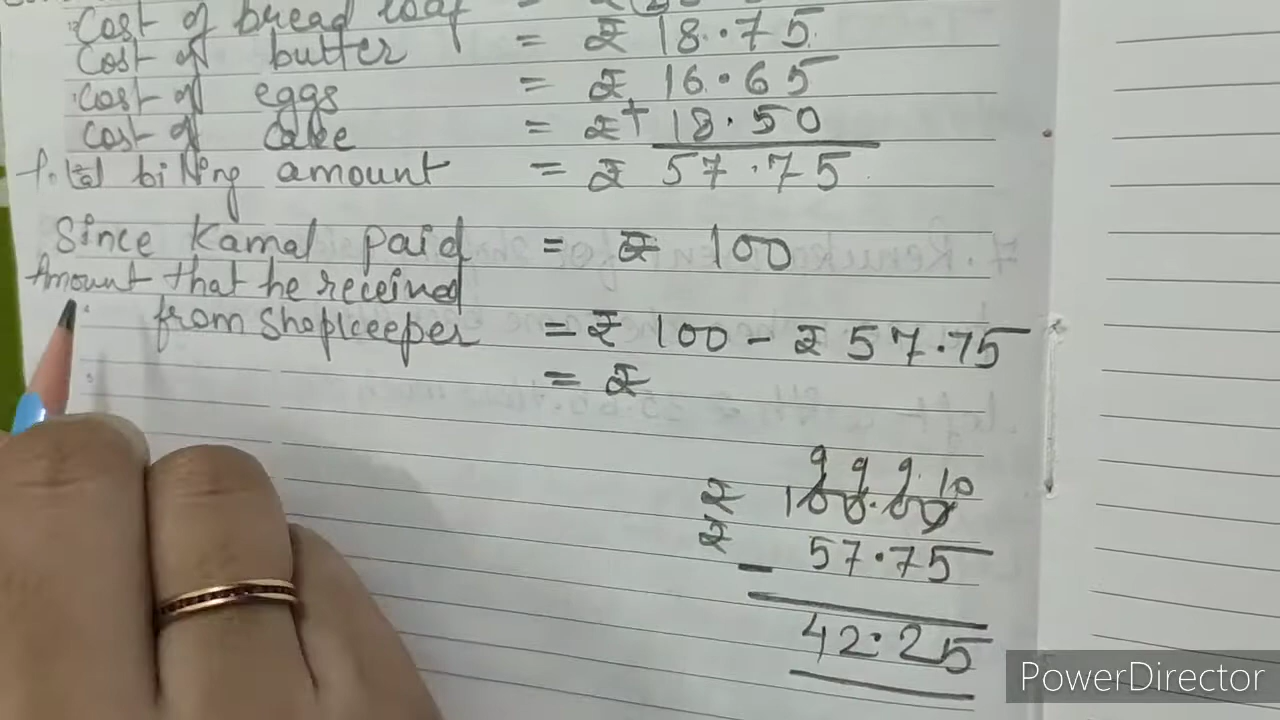 Cost of bread loaf = ₹
Cost of butter = ₹ 18.75
Cost of eggs = ₹ 16.65
Cost of cake = ₹ + 18.50
Total billing amount = ₹ 57.75
Since Kamal paid = ₹ 100
Amount that he received
from shopkeeper = ₹ 100 - ₹ 57.75
= ₹
9 9 9 10
₹ 100.00
₹ - 57.75
42.25
PowerDirector